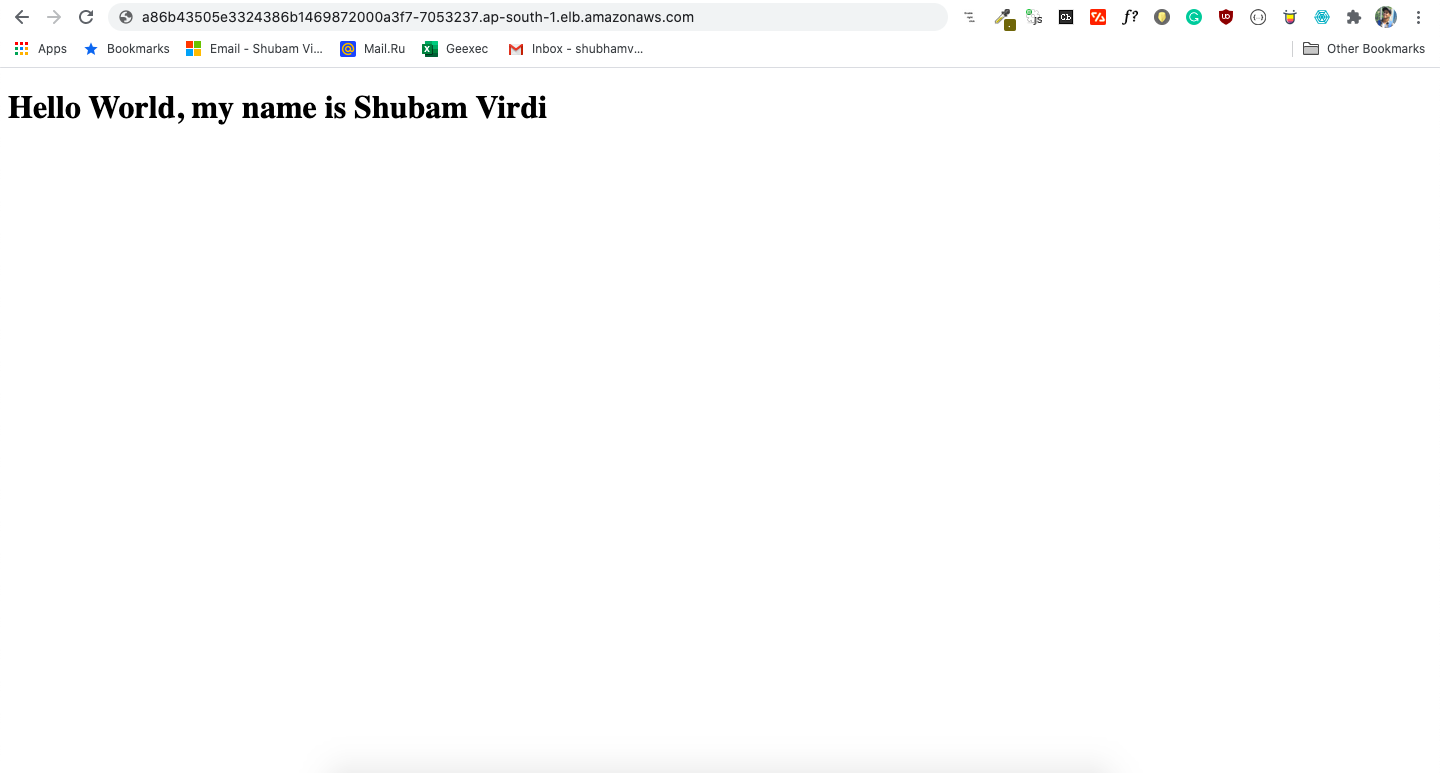 a86b43505e3324386b1469872000a3f7-7053237.ap-south-1.elb.amazonaws.com
Apps Bookmarks Email - Shubam Vi... Mail.Ru Geexec Inbox - shubhamv... Other Bookmarks
Hello World, my name is Shubam Virdi